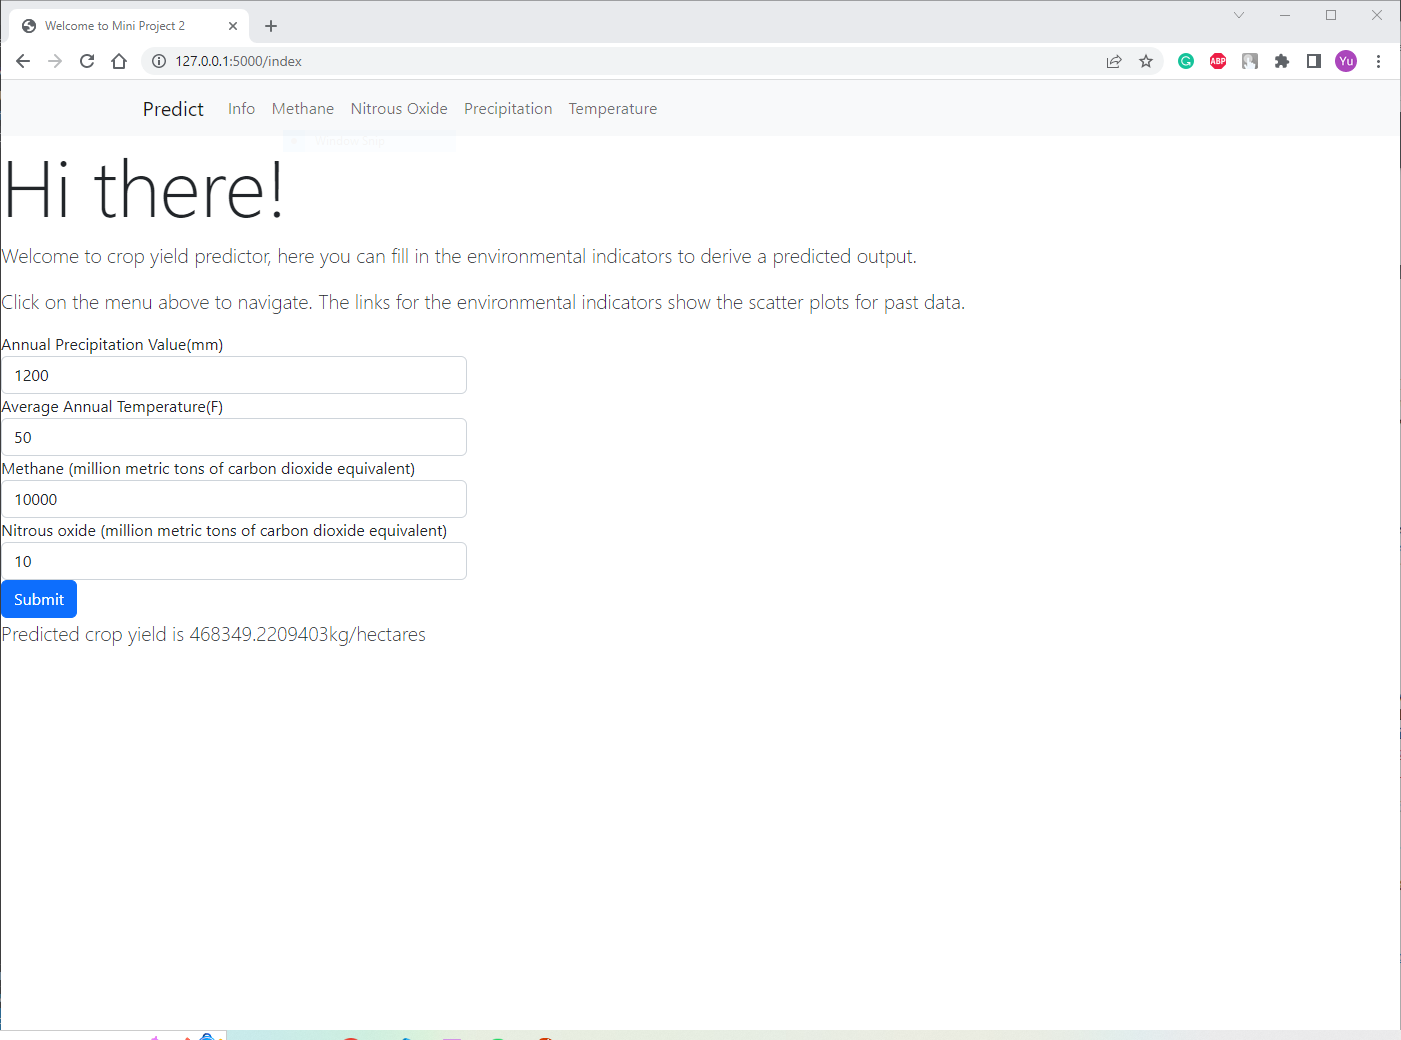 Welcome to Mini Project 2
127.0.0.1:5000/index
ABP
Yu
Predict Info Methane Nitrous Oxide Precipitation Temperature
Window Snip
Hi there!
Welcome to crop yield predictor, here you can fill in the environmental indicators to derive a predicted output.
Click on the menu above to navigate. The links for the environmental indicators show the scatter plots for past data.
Annual Precipitation Value(mm)
1200
Average Annual Temperature(F)
50
Methane (million metric tons of carbon dioxide equivalent)
10000
Nitrous oxide (million metric tons of carbon dioxide equivalent)
10
Submit
Predicted crop yield is 468349.2209403kg/hectares